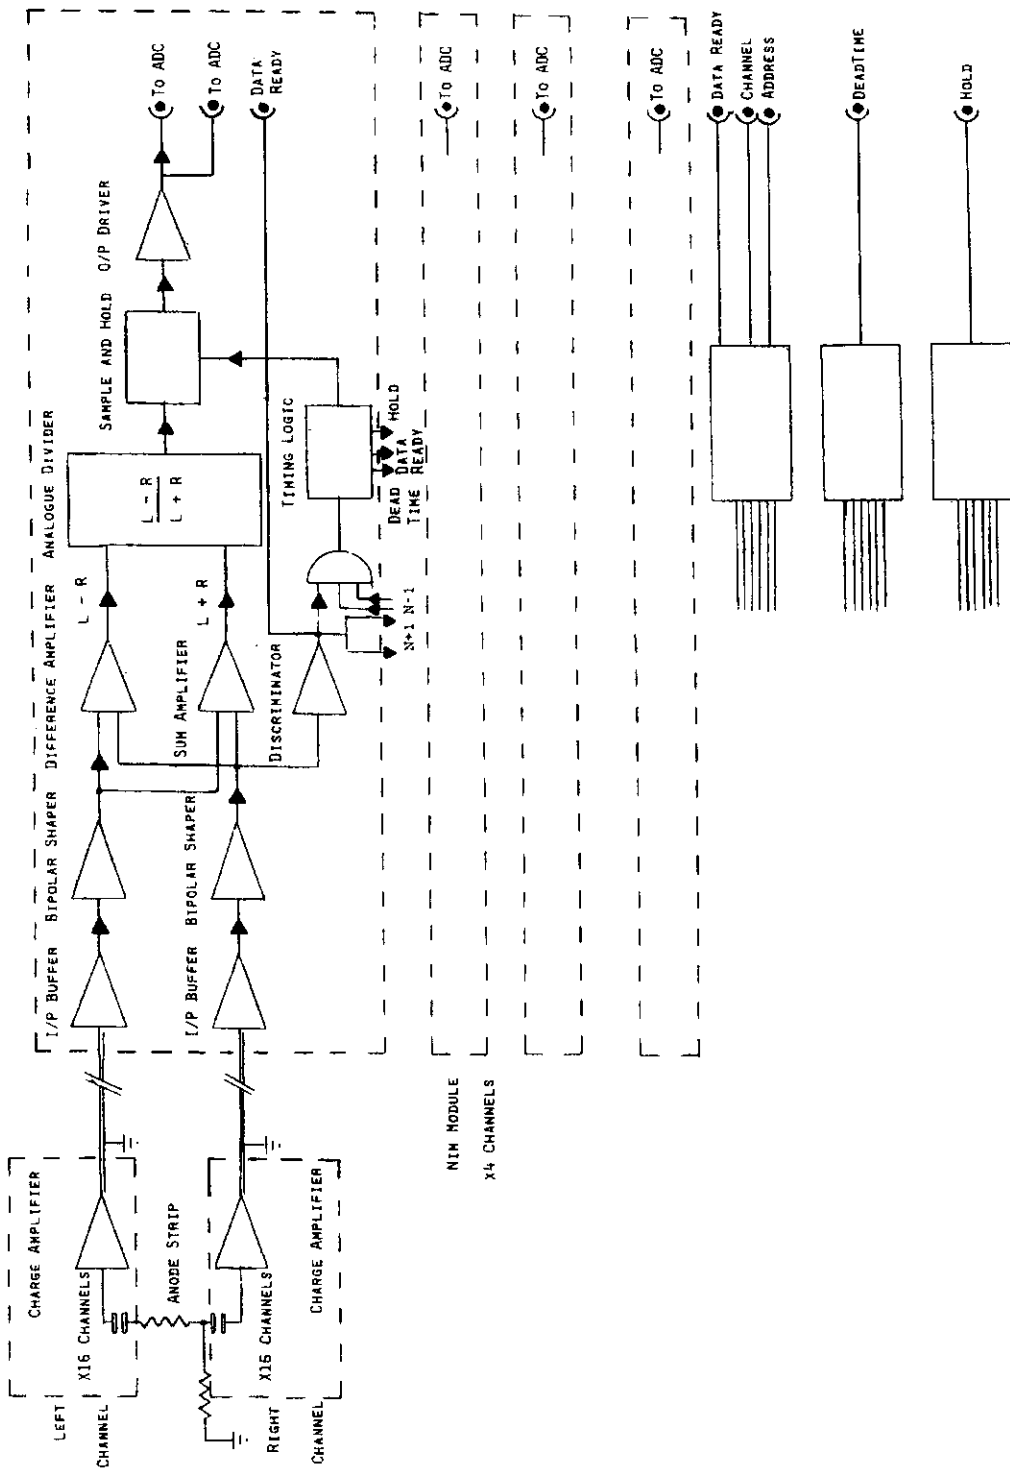 LEFT
CHANNEL
CHARGE AMPLIFIER
X16 CHANNELS
ANODE STRIP
X16 CHANNELS
CHARGE AMPLIFIER
RIGHT
CHANNEL
I/P BUFFER
BIPOLAR SHAPER
DIFFERENCE AMPLIFIER
ANALOGUE DIVIDER
SAMPLE AND HOLD
O/P DRIVER
TO ADC
TO ADC
DATA
READY
L - R
L - R
L + R
L + R
I/P BUFFER
BIPOLAR SHAPER
SUM AMPLIFIER
DISCRIMINATOR
TIMING LOGIC
N+1 N-1
DEAD
TIME
DATA
READY
HOLD
NIM MODULE
X4 CHANNELS
TO ADC
TO ADC
TO ADC
DATA READY
CHANNEL
ADDRESS
DEADTIME
HOLD